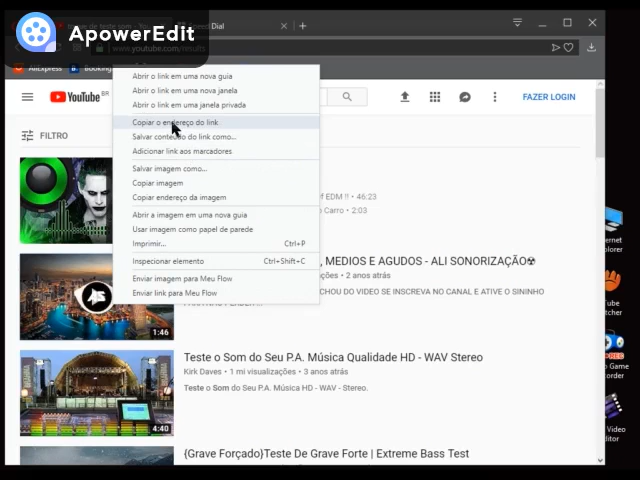 ApowerEdit
Speed Dial
www.youtube.com/results
AliExpress
Booking
YouTube BR
FAZER LOGIN
FILTRO
Abrir o link em uma nova guia
Abrir o link em uma nova janela
Abrir o link em uma janela privada
Copiar o endereço do link
Salvar conteúdo do link como...
Adicionar link aos marcadores
Salvar imagem como...
Copiar imagem
Copiar endereço da imagem
Abrir a imagem em uma nova guia
Usar imagem como papel de parede
Imprimir... Ctrl+P
Inspecionar elemento Ctrl+Shift+C
Enviar imagem para Meu Flow
Enviar link para Meu Flow
EDM !! • 46:23
Carro • 2:03
, MEDIOS E AGUDOS - ALI SONORIZAÇÃO☢
• 2 anos atrás
CHOU DO VIDEO SE INSCREVA NO CANAL E ATIVE O SININHO
1:46
Teste o Som do Seu P.A. Música Qualidade HD - WAV Stereo
Kirk Daves • 1 mi visualizações • 3 anos atrás
Teste o Som do Seu P.A. Música Qualidade HD - WAV - Stereo.
4:40
{Grave Forçado}Teste De Grave Forte | Extreme Bass Test